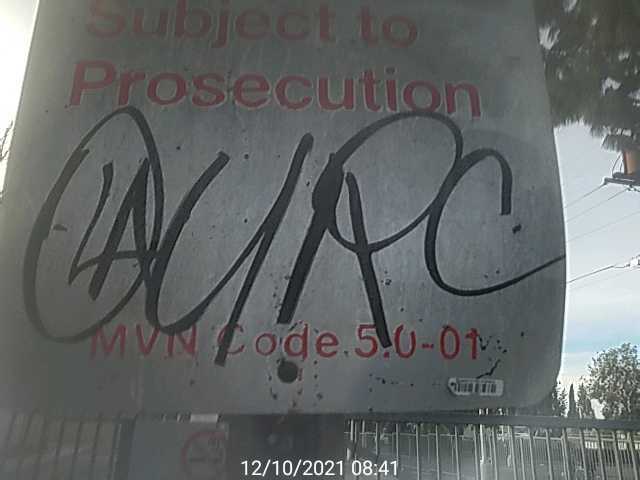 Subject to
Prosecution
MVN Code 5.0-01
12/10/2021 08:41